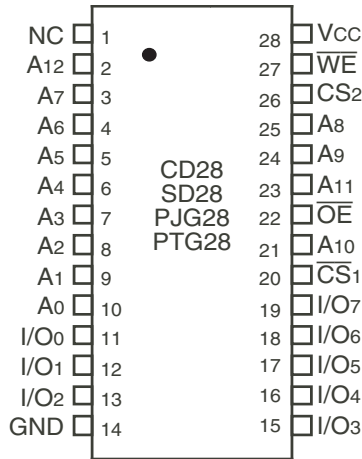 NC 1 28 VCC
A12 2 27 WE
A7 3 26 CS2
A6 4 25 A8
A5 5 24 A9
A4 6 CD28 23 A11
A3 7 SD28 22 OE
A2 8 PJG28 21 A10
A1 9 PTG28 20 CS1
A0 10 19 I/O7
I/O0 11 18 I/O6
I/O1 12 17 I/O5
I/O2 13 16 I/O4
GND 14 15 I/O3